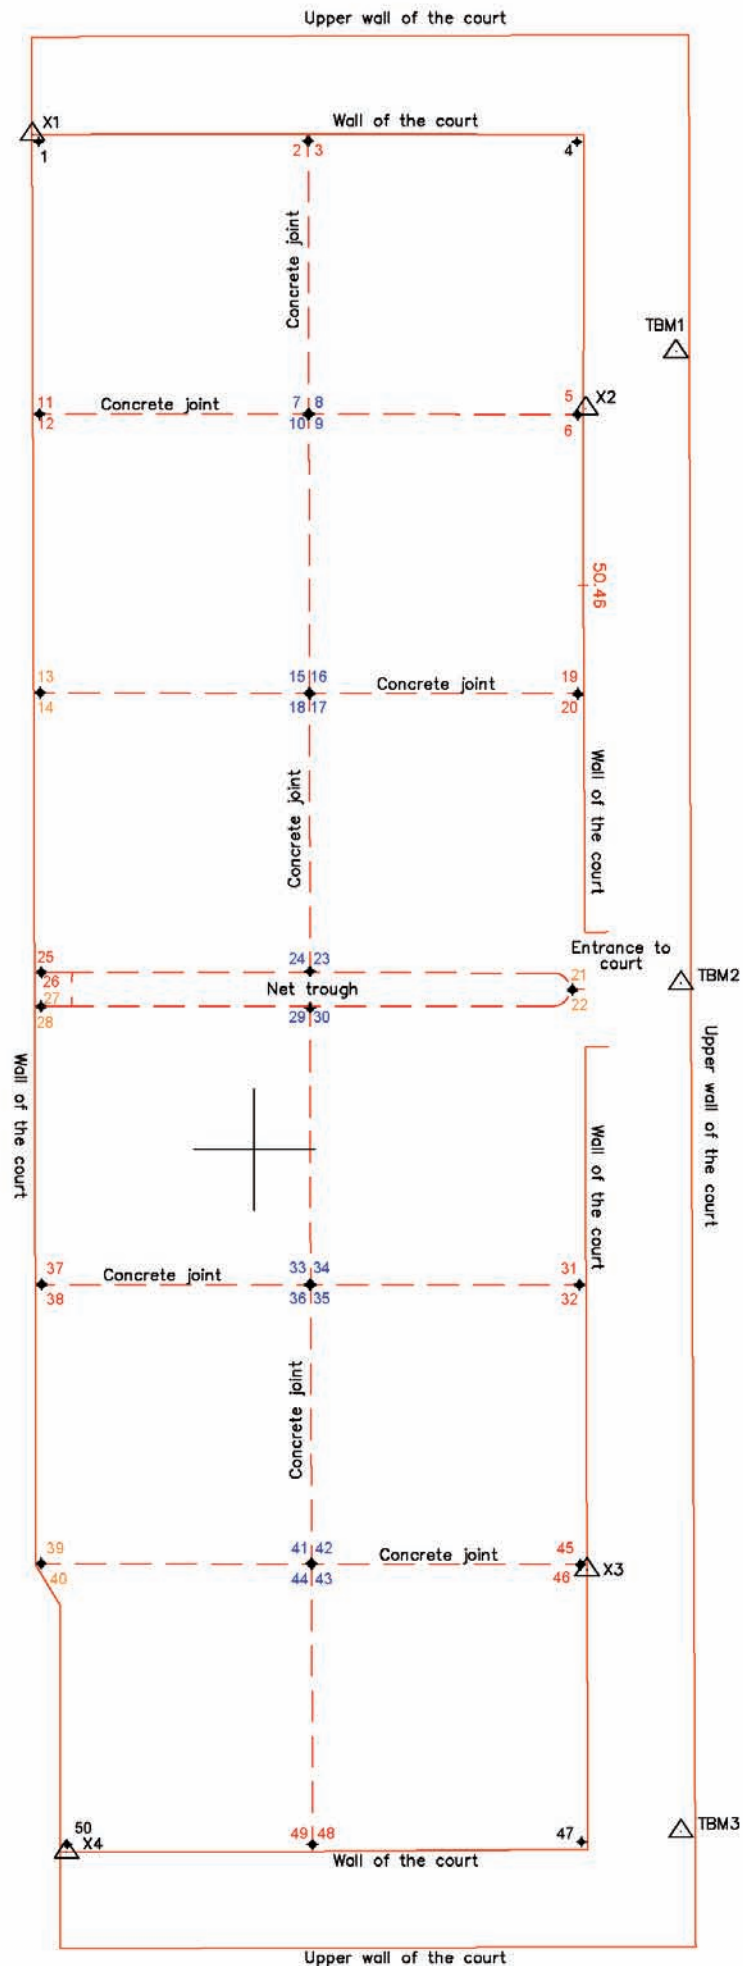 Upper wall of the court
X1
Wall of the court
1
2 3
4
Concrete joint
TBM1
11
Concrete joint
7 8
5
X2
12
10 9
6
50.46
13
15 16
Concrete joint
19
14
18 17
20
Wall of the court
Concrete joint
25
24 23
Entrance to
court
26
21
TBM2
27
Net trough
22
28
29 30
Wall of the court
Upper wall of the court
Wall of the court
37
Concrete joint
33 34
31
38
36 35
32
Concrete joint
39
41 42
Concrete joint
45
40
44 43
46
X3
50
X4
49 48
47
TBM3
Wall of the court
Upper wall of the court